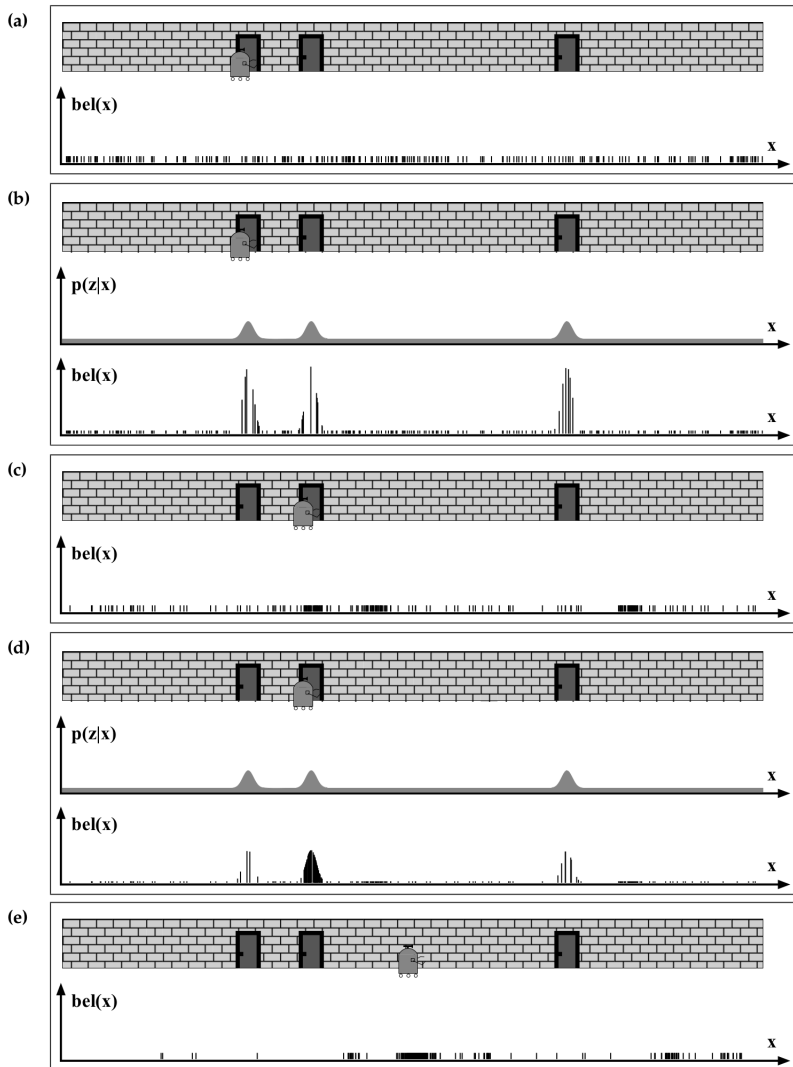 (a)
bel(x)
x
(b)
p(z|x)
x
bel(x)
x
(c)
bel(x)
x
(d)
p(z|x)
x
bel(x)
x
(e)
bel(x)
x